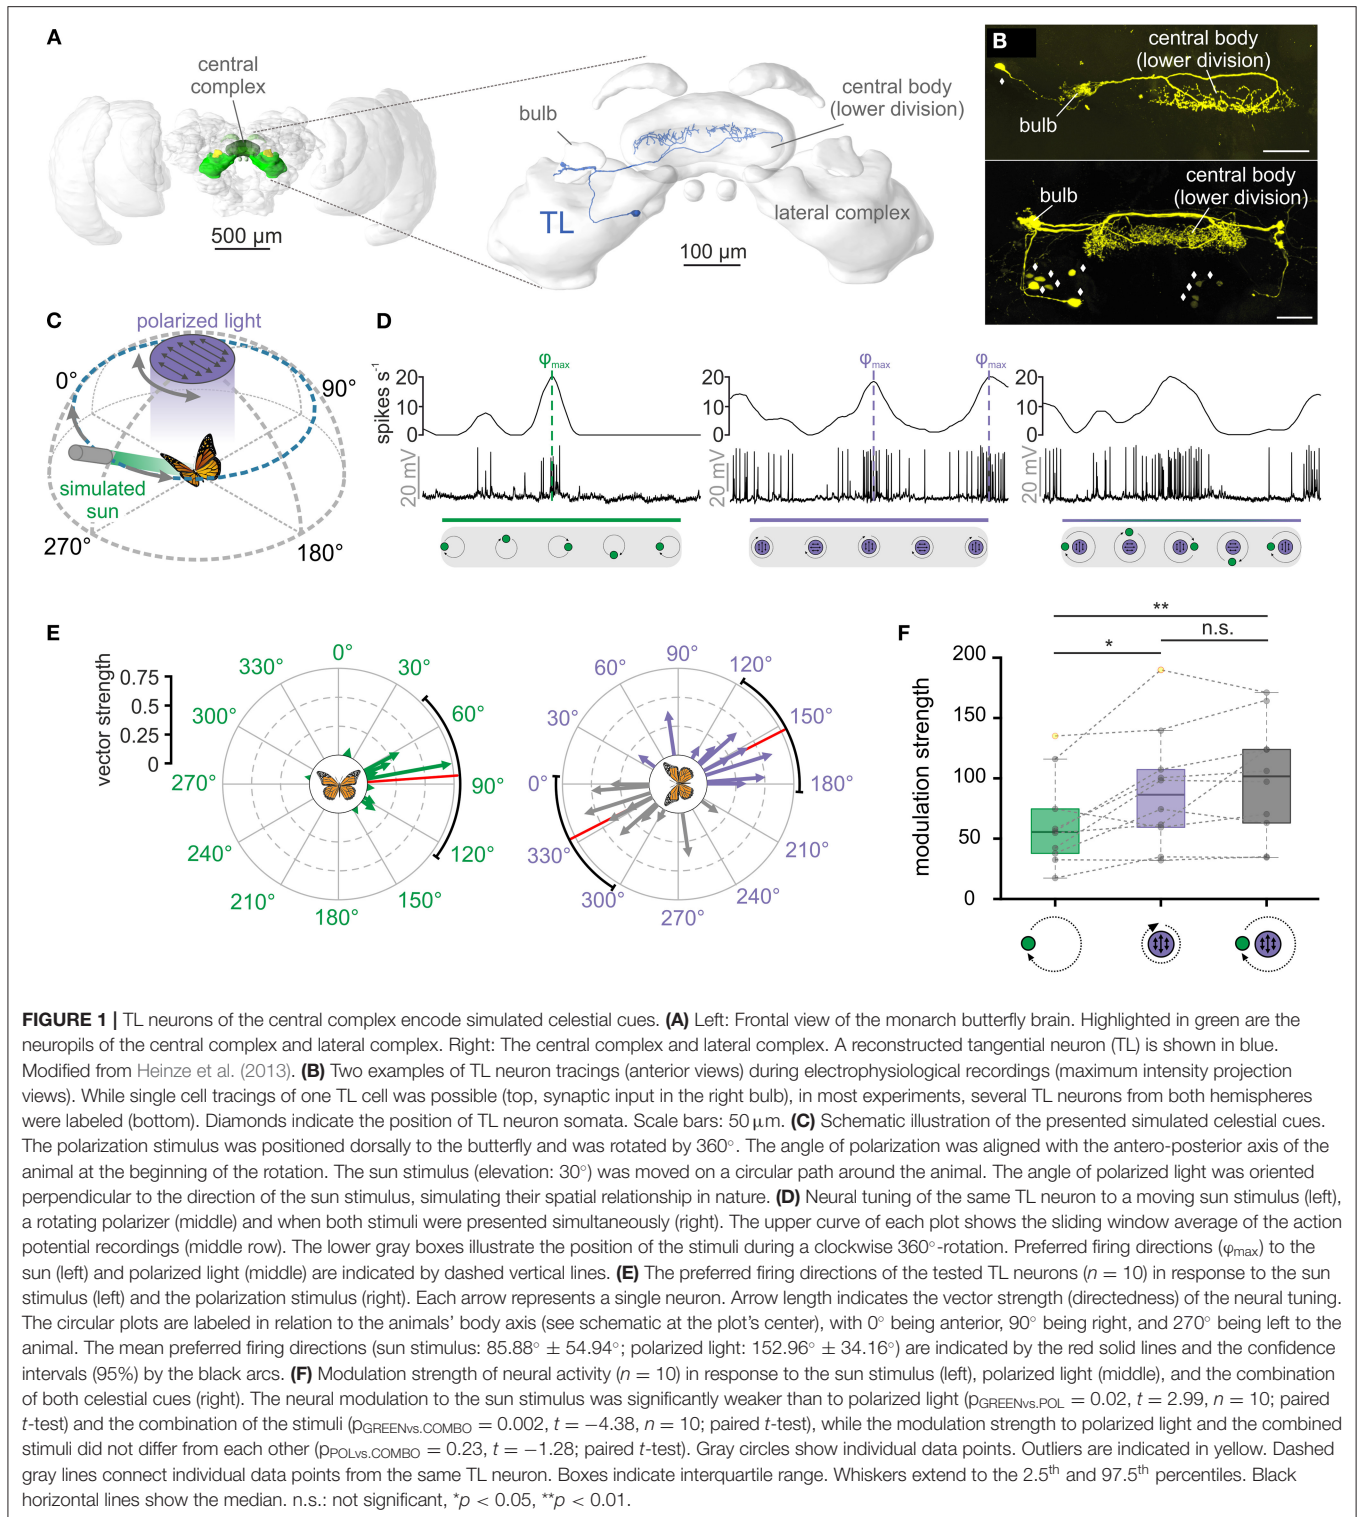 A
central
complex
500 µm
bulb
central body
(lower division)
TL
lateral complex
100 µm
B
central body
(lower division)
bulb
bulb
central body
(lower division)
C
polarized light
0°
90°
simulated
sun
270°
180°
D
spikes s⁻¹
20
10
0
20 mV
φmax
20
10
0
20 mV
φmax
φmax
20
10
0
20 mV
E
vector strength
0.75
0.5
0.25
0
0°
30°
60°
90°
120°
150°
180°
210°
240°
270°
300°
330°
90°
120°
150°
180°
210°
240°
270°
300°
330°
0°
30°
60°
F
**
n.s.
*
modulation strength
200
150
100
50
0
FIGURE 1 | TL neurons of the central complex encode simulated celestial cues. (A) Left: Frontal view of the monarch butterfly brain. Highlighted in green are the
neuropils of the central complex and lateral complex. Right: The central complex and lateral complex. A reconstructed tangential neuron (TL) is shown in blue.
Modified from Heinze et al. (2013). (B) Two examples of TL neuron tracings (anterior views) during electrophysiological recordings (maximum intensity projection
views). While single cell tracings of one TL cell was possible (top, synaptic input in the right bulb), in most experiments, several TL neurons from both hemispheres
were labeled (bottom). Diamonds indicate the position of TL neuron somata. Scale bars: 50 µm. (C) Schematic illustration of the presented simulated celestial cues.
The polarization stimulus was positioned dorsally to the butterfly and was rotated by 360°. The angle of polarization was aligned with the antero-posterior axis of the
animal at the beginning of the rotation. The sun stimulus (elevation: 30°) was moved on a circular path around the animal. The angle of polarized light was oriented
perpendicular to the direction of the sun stimulus, simulating their spatial relationship in nature. (D) Neural tuning of the same TL neuron to a moving sun stimulus (left),
a rotating polarizer (middle) and when both stimuli were presented simultaneously (right). The upper curve of each plot shows the sliding window average of the action
potential recordings (middle row). The lower gray boxes illustrate the position of the stimuli during a clockwise 360°-rotation. Preferred firing directions (φmax) to the
sun (left) and polarized light (middle) are indicated by dashed vertical lines. (E) The preferred firing directions of the tested TL neurons (n = 10) in response to the sun
stimulus (left) and the polarization stimulus (right). Each arrow represents a single neuron. Arrow length indicates the vector strength (directedness) of the neural tuning.
The circular plots are labeled in relation to the animals' body axis (see schematic at the plot's center), with 0° being anterior, 90° being right, and 270° being left to the
animal. The mean preferred firing directions (sun stimulus: 85.88° ± 54.94°; polarized light: 152.96° ± 34.16°) are indicated by the red solid lines and the confidence
intervals (95%) by the black arcs. (F) Modulation strength of neural activity (n = 10) in response to the sun stimulus (left), polarized light (middle), and the combination
of both celestial cues (right). The neural modulation to the sun stimulus was significantly weaker than to polarized light (pGREENvs.POL = 0.02, t = 2.99, n = 10; paired
t-test) and the combination of the stimuli (pGREENvs.COMBO = 0.002, t = −4.38, n = 10; paired t-test), while the modulation strength to polarized light and the combined
stimuli did not differ from each other (pPOLvs.COMBO = 0.23, t = −1.28; paired t-test). Gray circles show individual data points. Outliers are indicated in yellow. Dashed
gray lines connect individual data points from the same TL neuron. Boxes indicate interquartile range. Whiskers extend to the 2.5th and 97.5th percentiles. Black
horizontal lines show the median. n.s.: not significant, *p < 0.05, **p < 0.01.